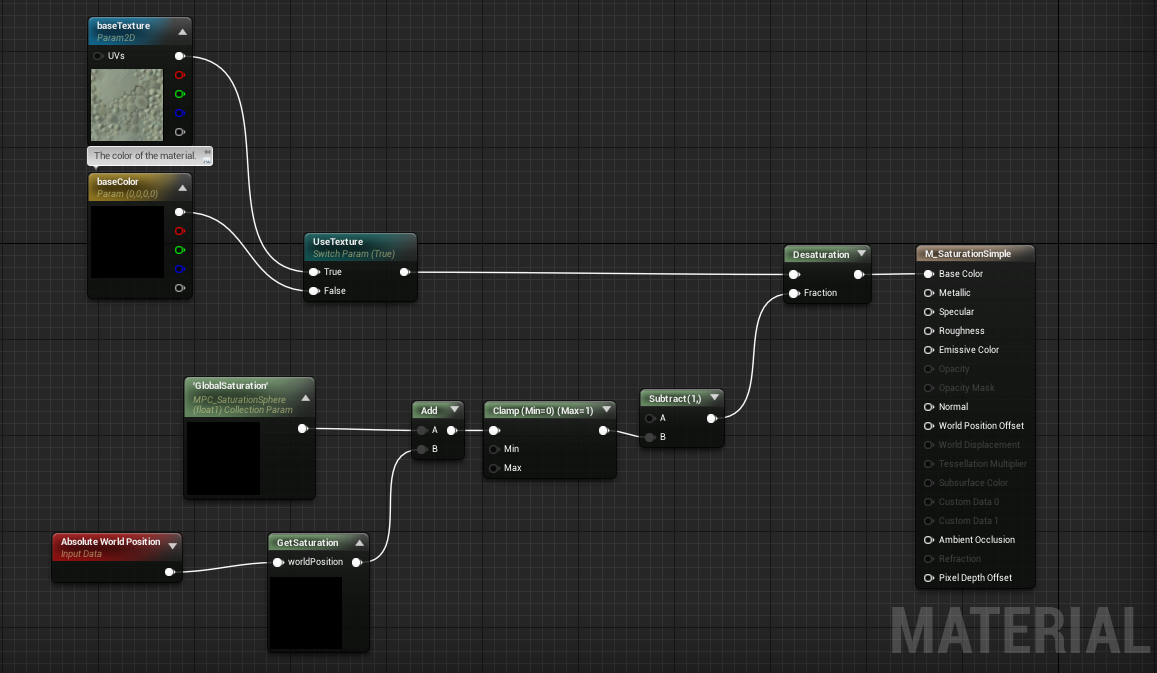 baseTexture
Param2D
UVs
The color of the material.
baseColor
Param (0,0,0,0)
UseTexture
Switch Param (True)
True
False
Desaturation
Fraction
M_SaturationSimple
Base Color
Metallic
Specular
Roughness
Emissive Color
Opacity
Opacity Mask
Normal
World Position Offset
World Displacement
Tessellation Multiplier
Subsurface Color
Custom Data 0
Custom Data 1
Ambient Occlusion
Refraction
Pixel Depth Offset
'GlobalSaturation'
MPC_SaturationSphere
(float1) Collection Param
Add
A
B
Clamp (Min=0) (Max=1)
Min
Max
Subtract(1,)
A
B
Absolute World Position
Input Data
GetSaturation
worldPosition
MATERIAL